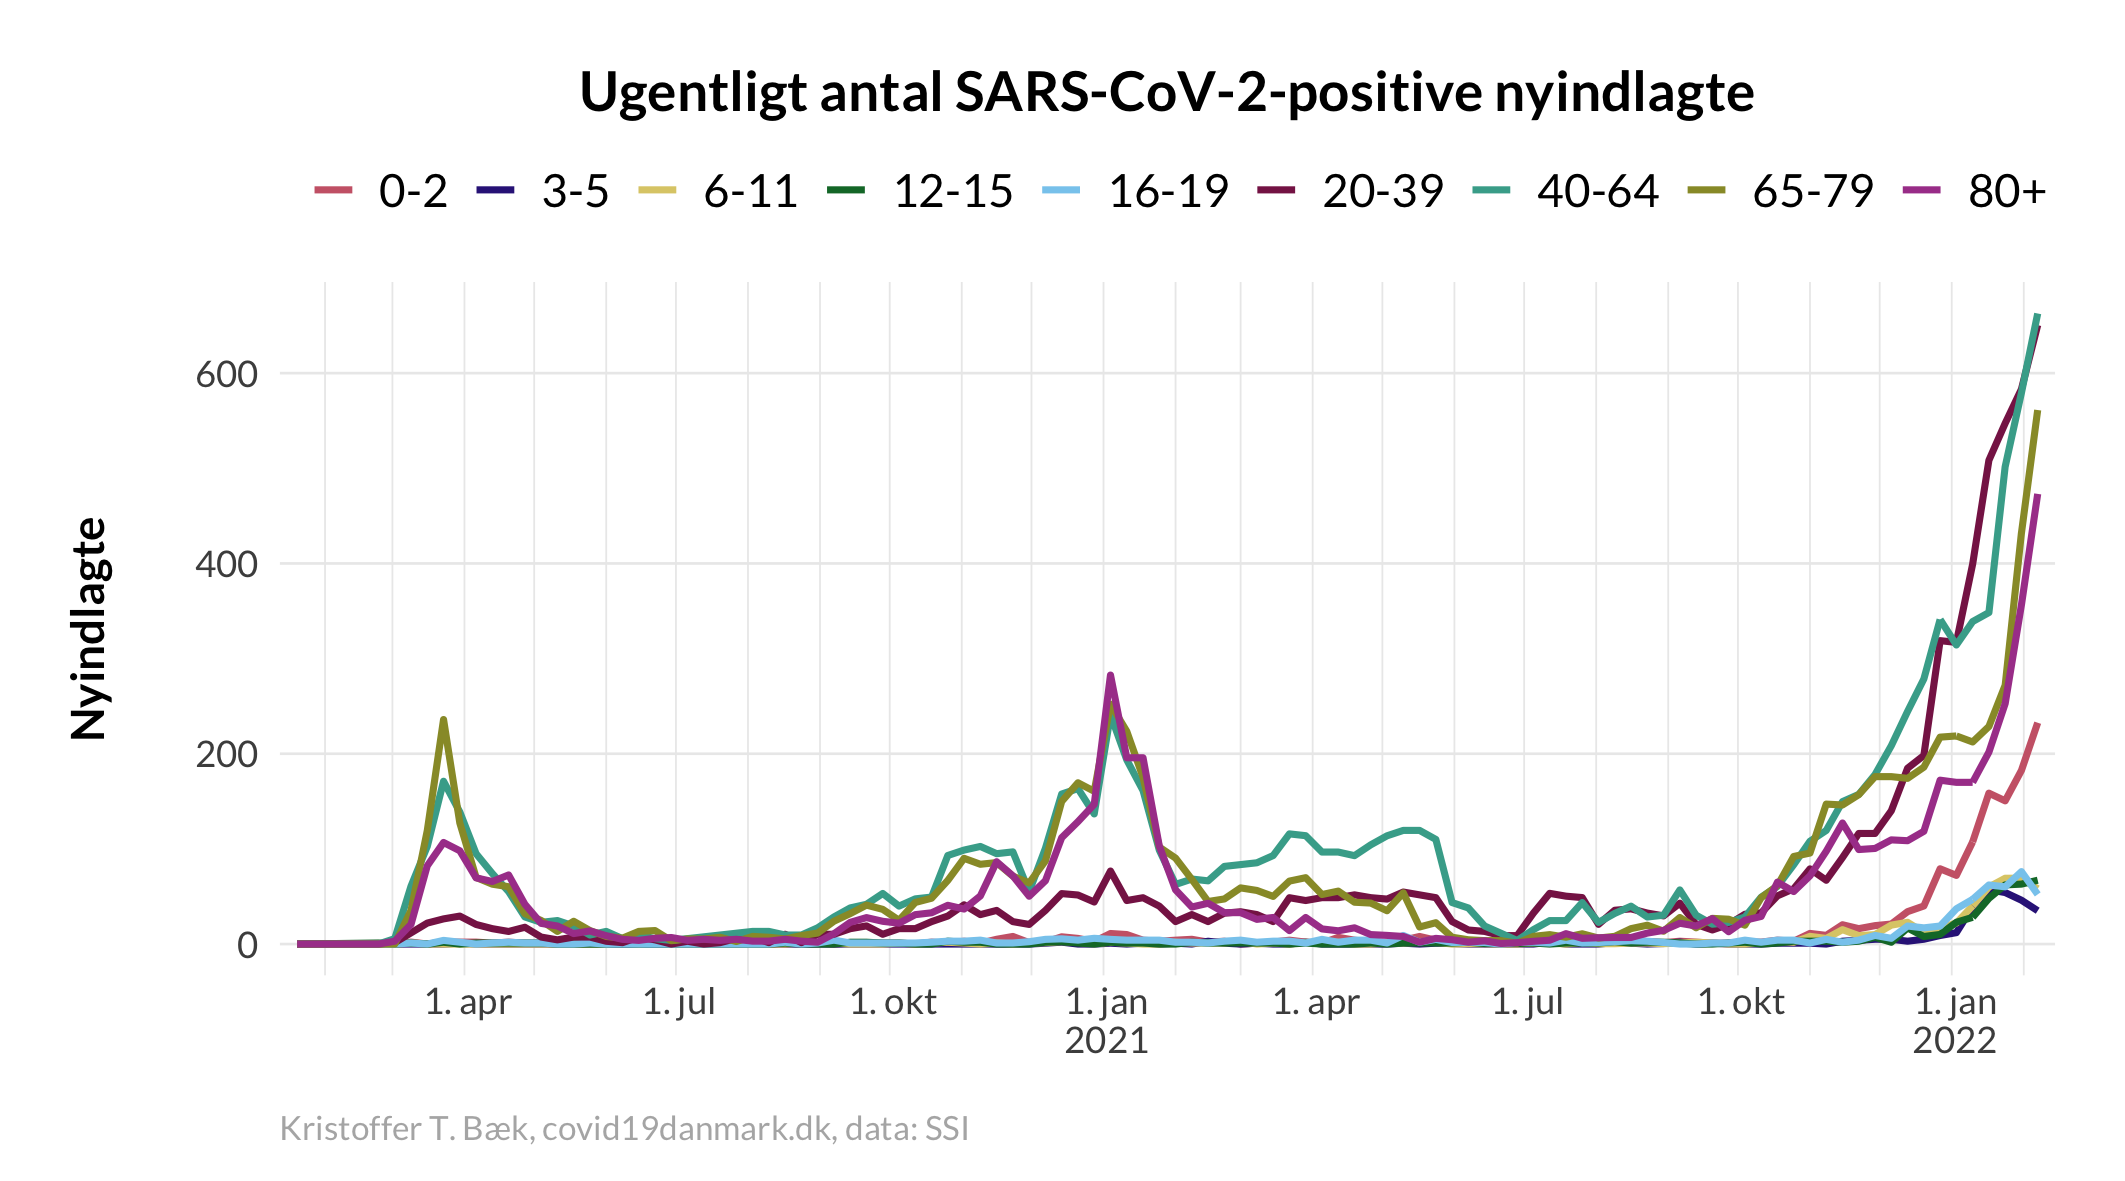 Ugentligt antal SARS-CoV-2-positive nyindlagte
0-2 3-5 6-11 12-15 16-19 20-39 40-64 65-79 80+
Nyindlagte
600
400
200
0
1. apr 1. jul 1. okt 1. jan 1. apr 1. jul 1. okt 1. jan
2021 2022
Kristoffer T. Bæk, covid19danmark.dk, data: SSI